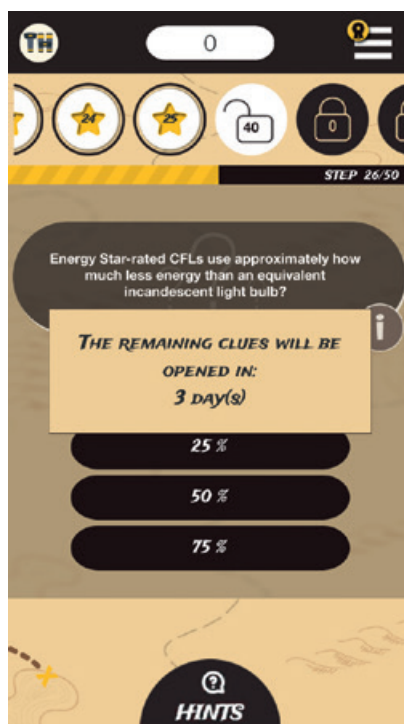 TH
0
24
25
40
0
STEP 26/50
Energy Star-rated CFLs use approximately how
much less energy than an equivalent
incandescent light bulb?
i
THE REMAINING CLUES WILL BE
OPENED IN:
3 DAY(S)
25 %
50 %
75 %
?
HINTS